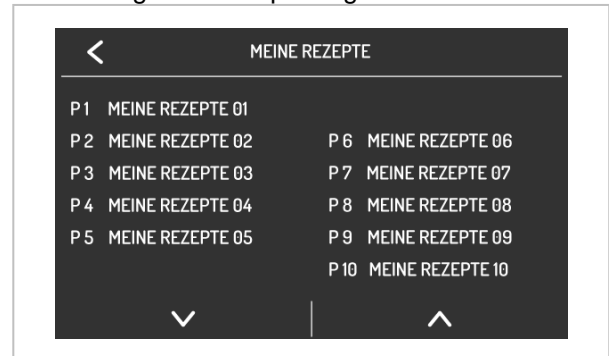 MEINE REZEPTE
P1 MEINE REZEPTE 01
P2 MEINE REZEPTE 02
P3 MEINE REZEPTE 03
P4 MEINE REZEPTE 04
P5 MEINE REZEPTE 05
P6 MEINE REZEPTE 06
P7 MEINE REZEPTE 07
P8 MEINE REZEPTE 08
P9 MEINE REZEPTE 09
P10 MEINE REZEPTE 10